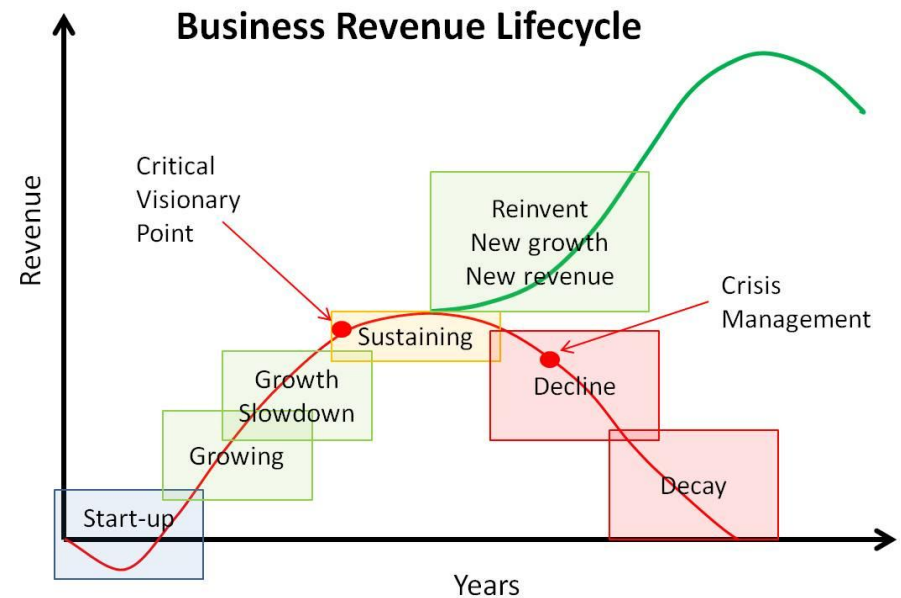 Business Revenue Lifecycle
Revenue
Critical
Visionary
Point
Reinvent
New growth
New revenue
Crisis
Management
Sustaining
Growth
Slowdown
Decline
Growing
Decay
Start-up
Years